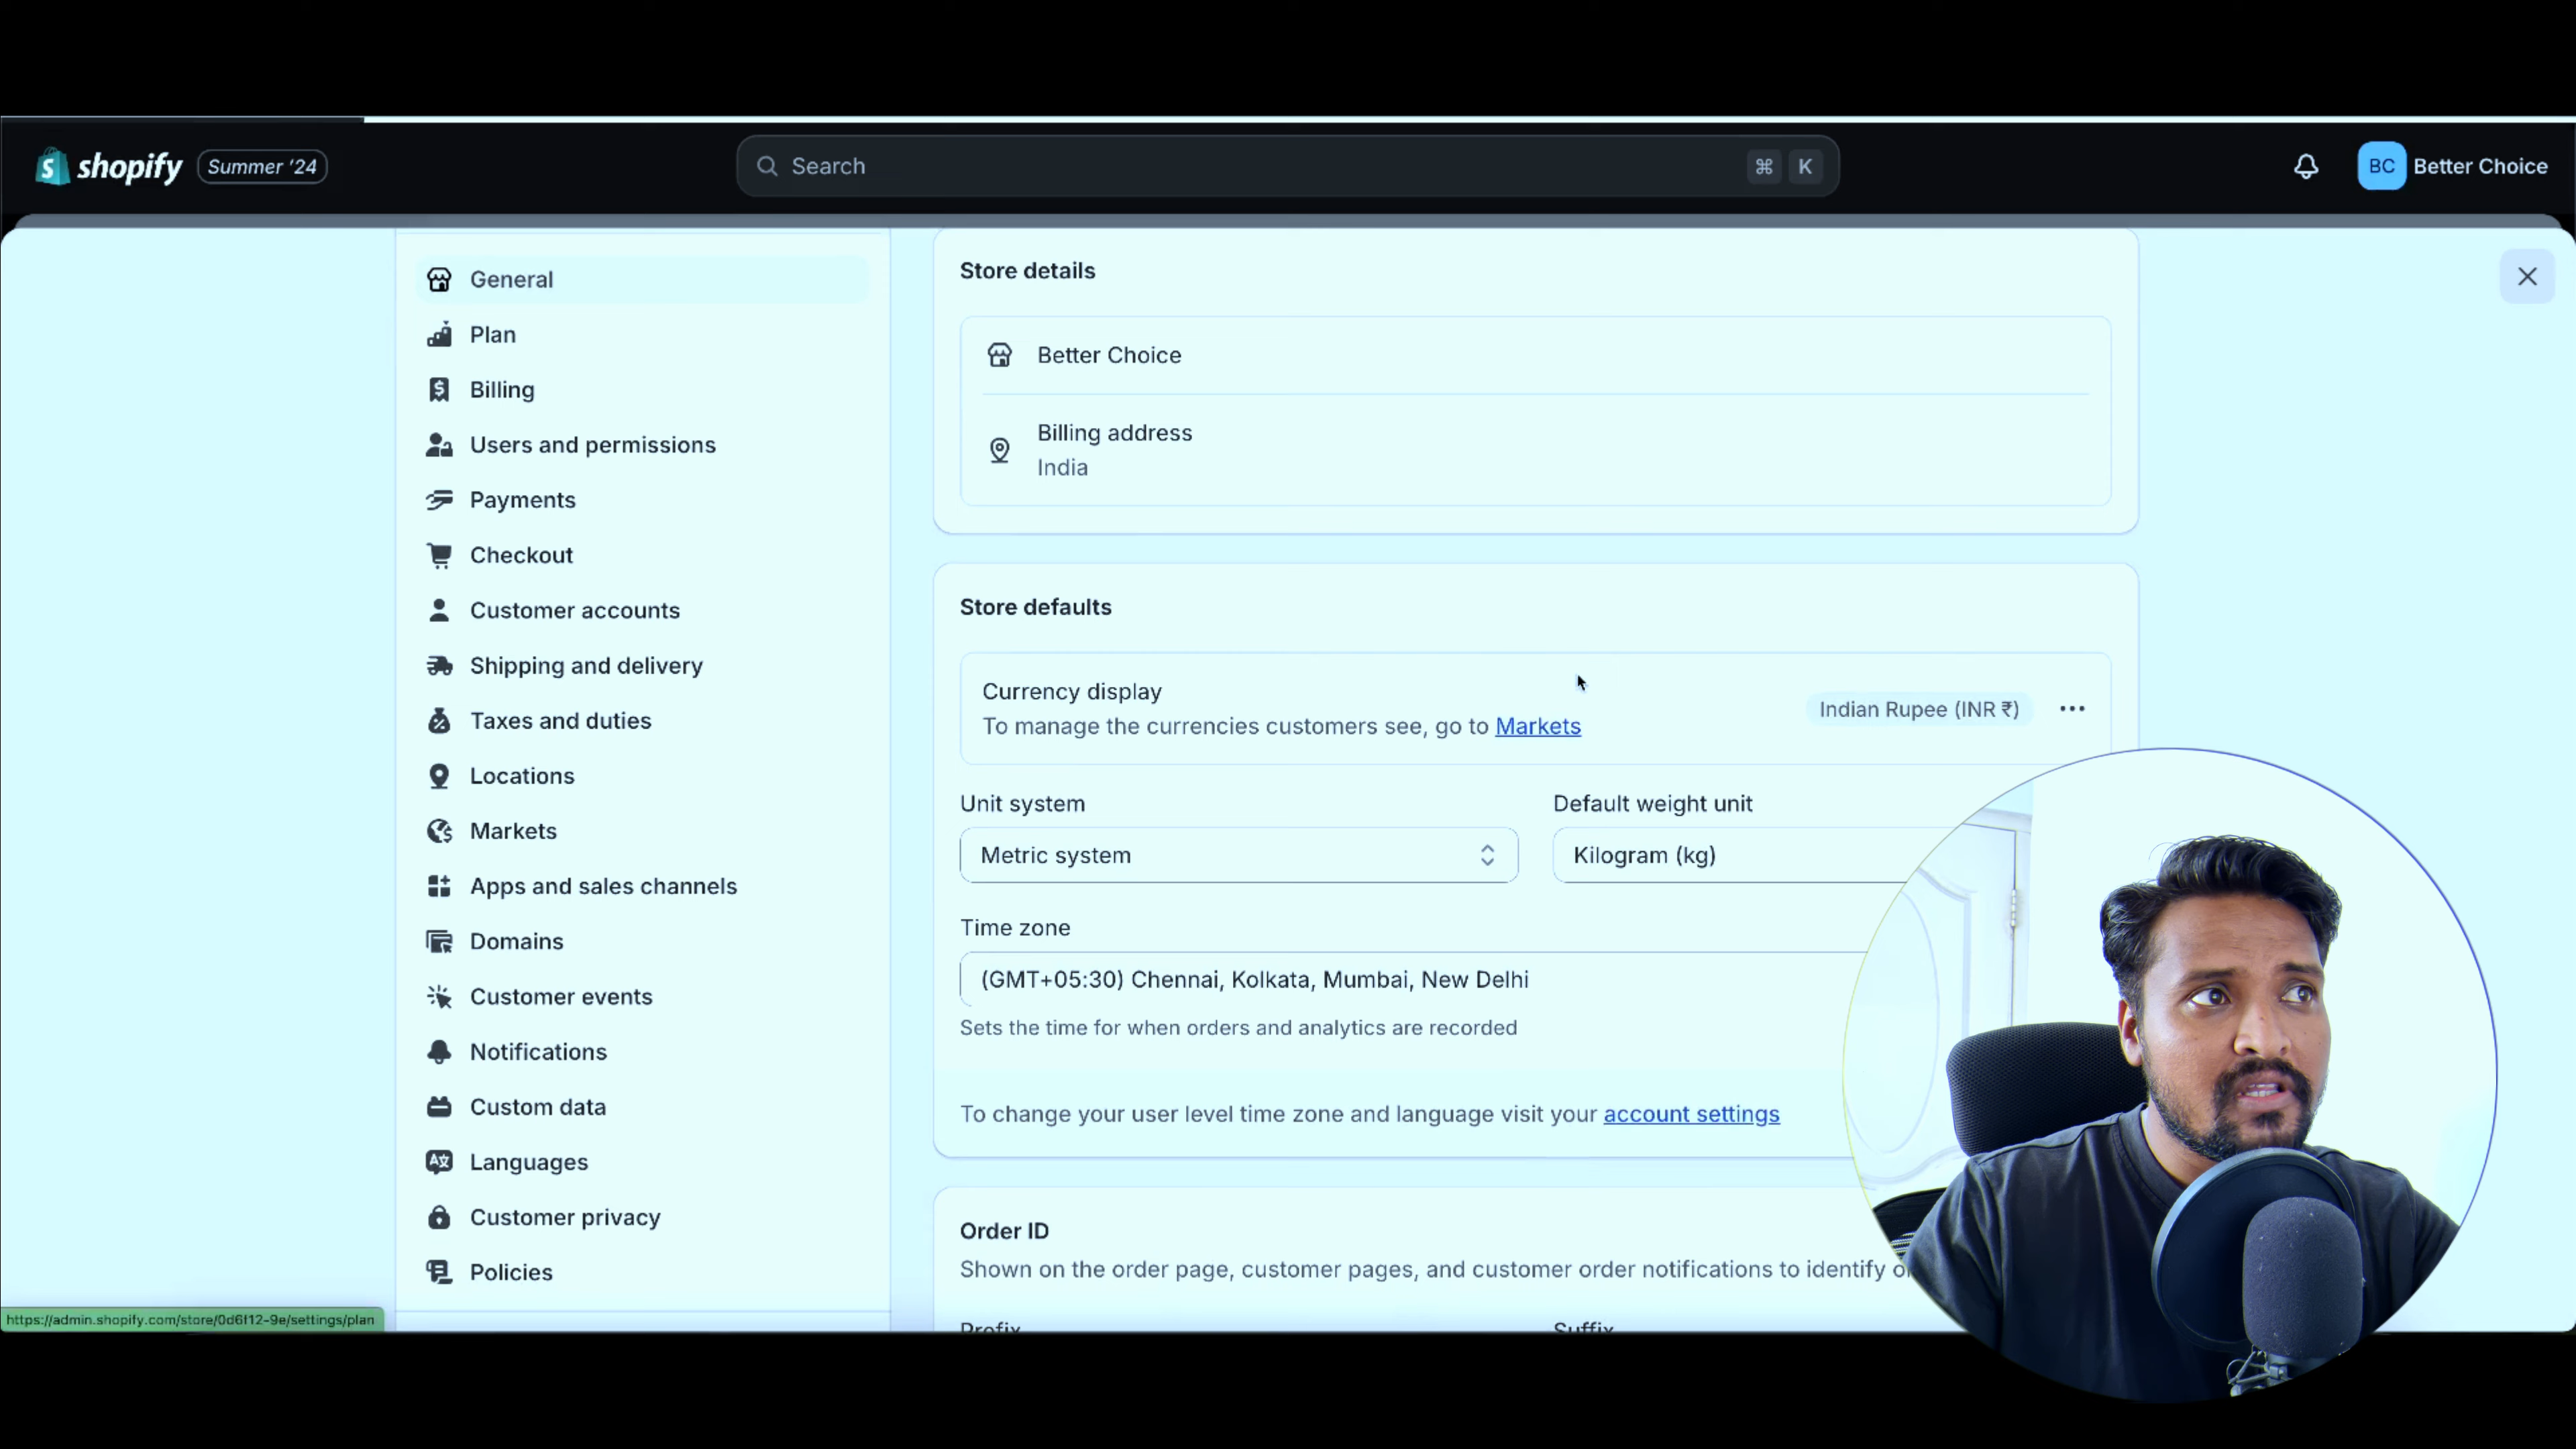 shopify Summer '24
Search ⌘ K
BC Better Choice
General
Plan
Billing
Users and permissions
Payments
Checkout
Customer accounts
Shipping and delivery
Taxes and duties
Locations
Markets
Apps and sales channels
Domains
Customer events
Notifications
Custom data
Languages
Customer privacy
Policies
Store details
Better Choice
Billing address
India
Store defaults
Currency display
To manage the currencies customers see, go to Markets
Indian Rupee (INR ₹)
Unit system
Default weight unit
Metric system
Kilogram (kg)
Time zone
(GMT+05:30) Chennai, Kolkata, Mumbai, New Delhi
Sets the time for when orders and analytics are recorded
To change your user level time zone and language visit your account settings
Order ID
Shown on the order page, customer pages, and customer order notifications to identify
Prefix
Suffix
https://admin.shopify.com/store/0d6f12-9e/settings/plan